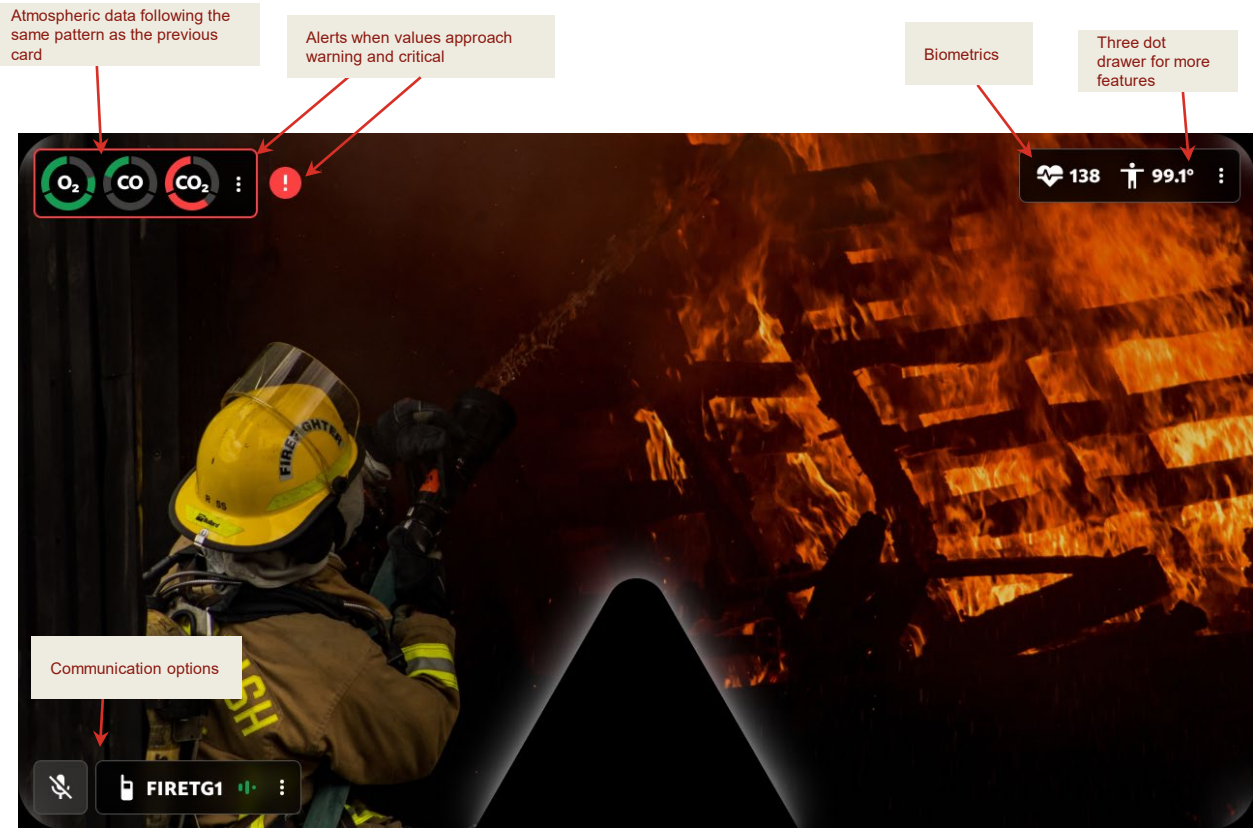 Atmospheric data following the
same pattern as the previous
card
Alerts when values approach
warning and critical
Biometrics
Three dot
drawer for more
features
O₂ CO CO₂
!
138 99.1°
FIREFIGHTER
Communication options
SH
FIRETG1